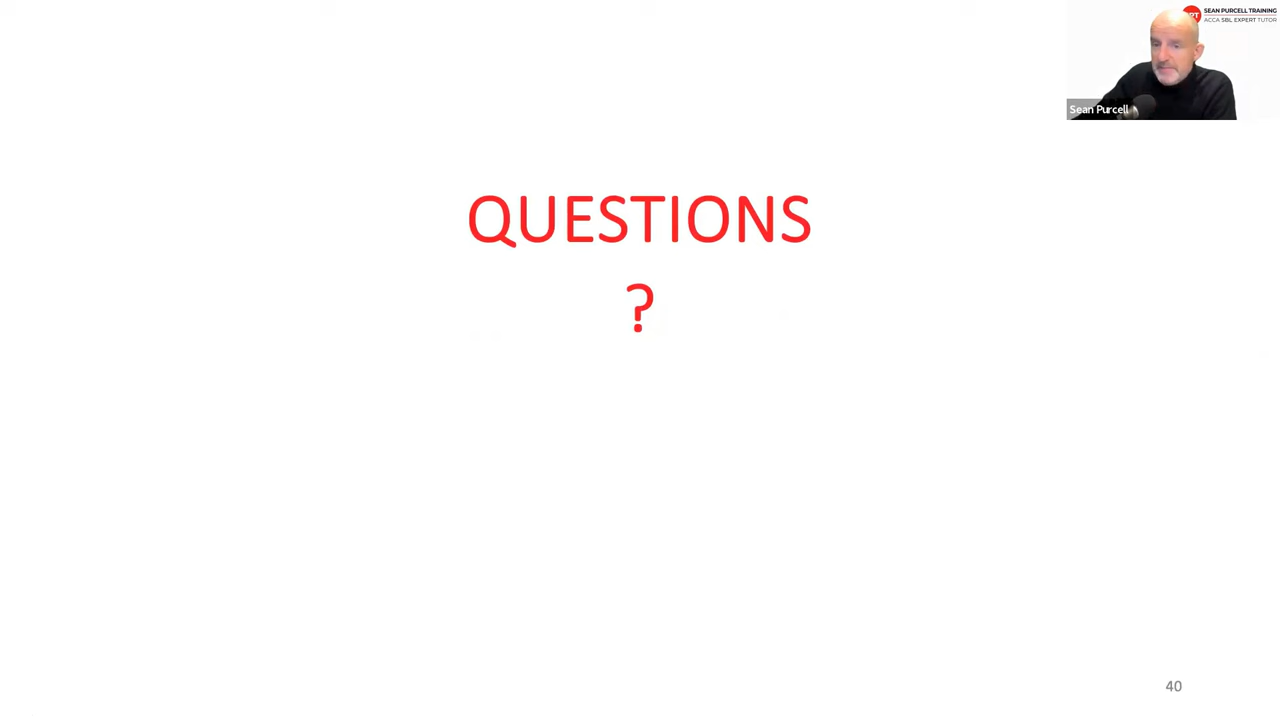 SEAN PURCELL TRAINING
ACCA SBL EXPERT TUTOR
Sean Purcell
QUESTIONS
?
40